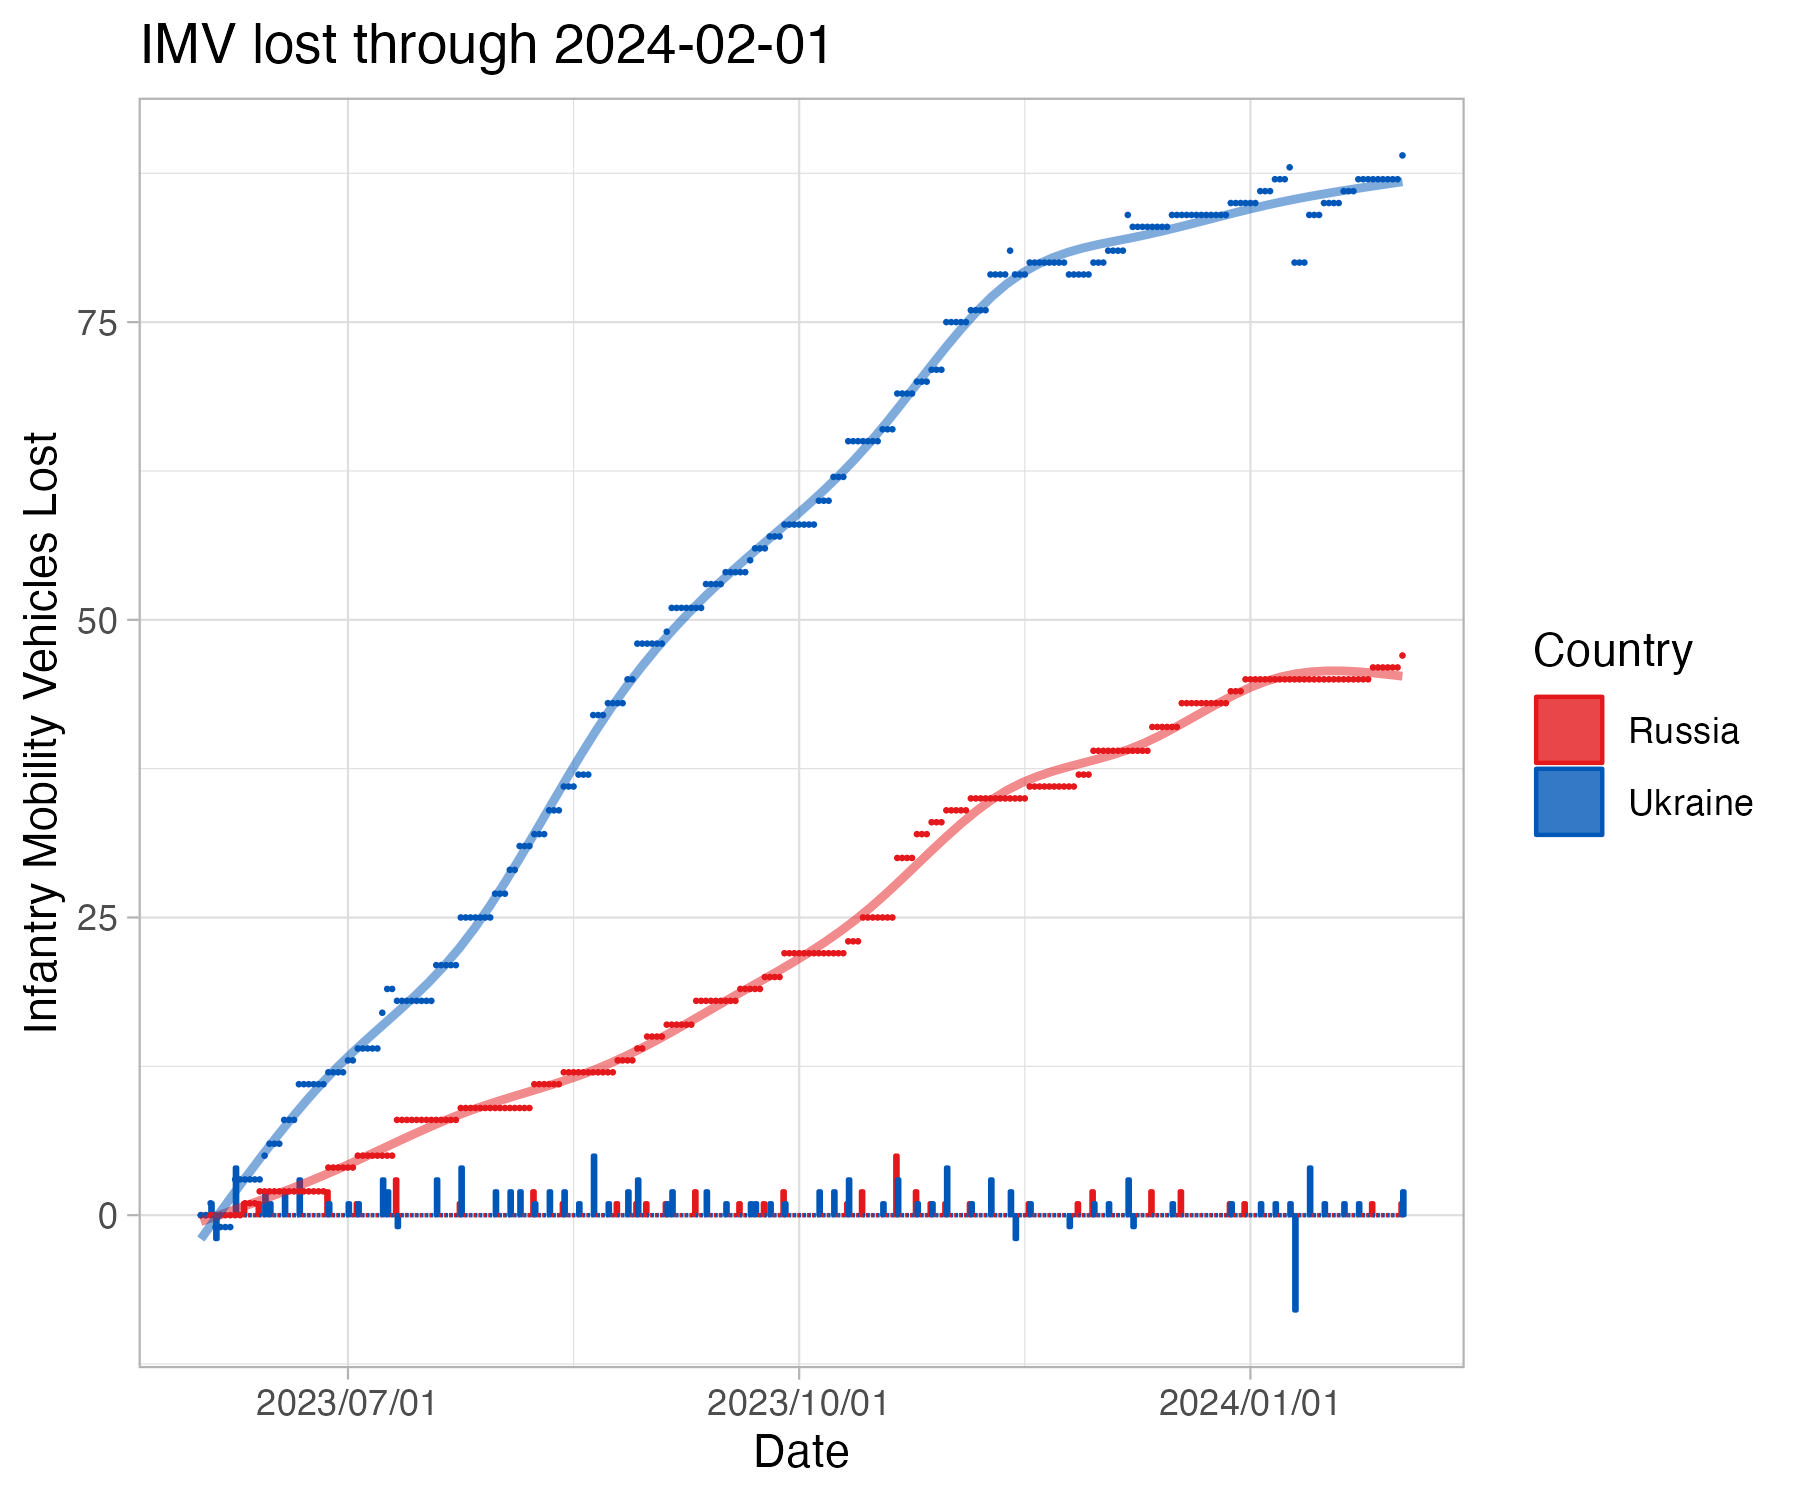 IMV lost through 2024-02-01
Infantry Mobility Vehicles Lost
75
50
25
0
2023/07/01
2023/10/01
2024/01/01
Date
Country
Russia
Ukraine